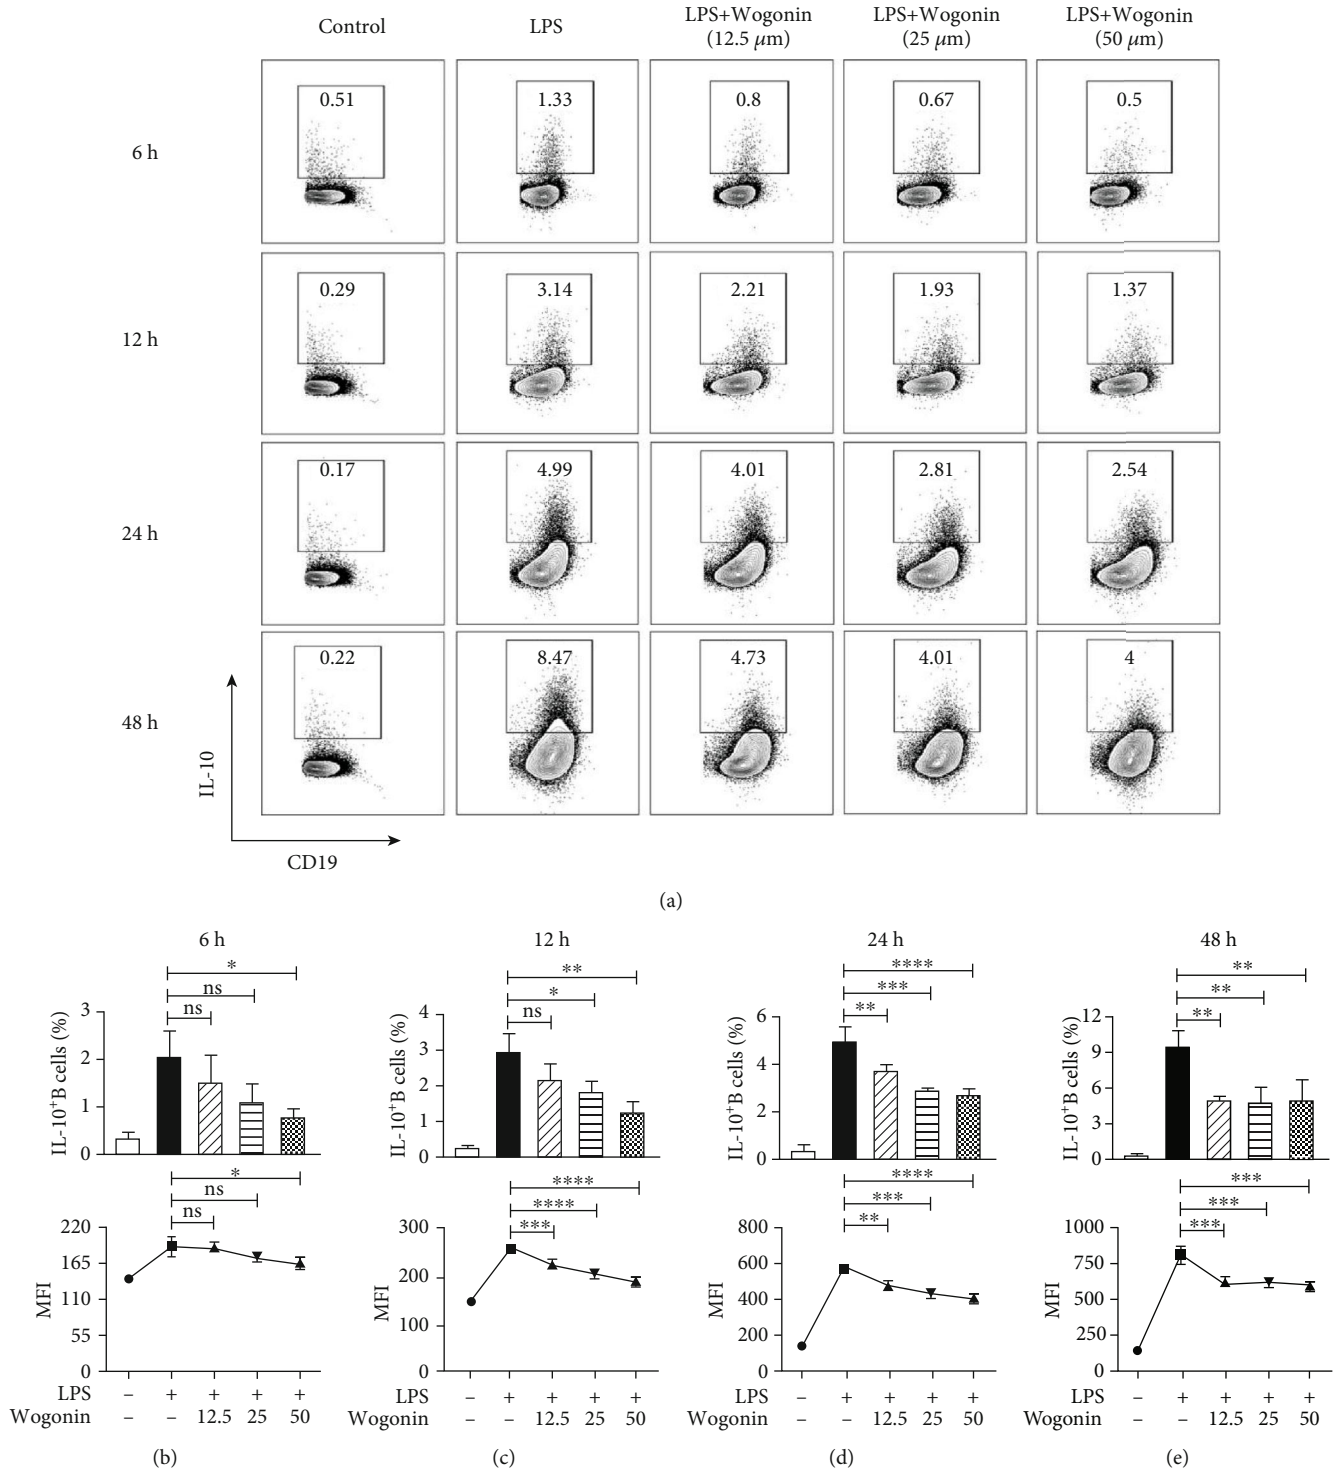 Control LPS LPS+Wogonin (12.5 μm) LPS+Wogonin (25 μm) LPS+Wogonin (50 μm)
6 h 0.51 1.33 0.8 0.67 0.5
12 h 0.29 3.14 2.21 1.93 1.37
24 h 0.17 4.99 4.01 2.81 2.54
48 h 0.22 8.47 4.73 4.01 4
IL-10
CD19
(a)
6 h
*
ns
ns
IL-10⁺B cells (%)
3
2
1
0
*
ns
ns
MFI
220
165
110
55
0
LPS – + + + +
Wogonin – – 12.5 25 50
(b)
12 h
**
*
ns
IL-10⁺B cells (%)
4
3
2
1
0
****
****
***
MFI
300
200
100
0
LPS – + + + +
Wogonin – – 12.5 25 50
(c)
24 h
****
***
**
IL-10⁺B cells (%)
6
4
2
0
****
***
**
MFI
800
600
400
200
0
LPS – + + + +
Wogonin – – 12.5 25 50
(d)
48 h
**
**
**
IL-10⁺B cells (%)
12
9
6
3
0
***
***
***
MFI
1000
750
500
250
0
LPS – + + + +
Wogonin – – 12.5 25 50
(e)